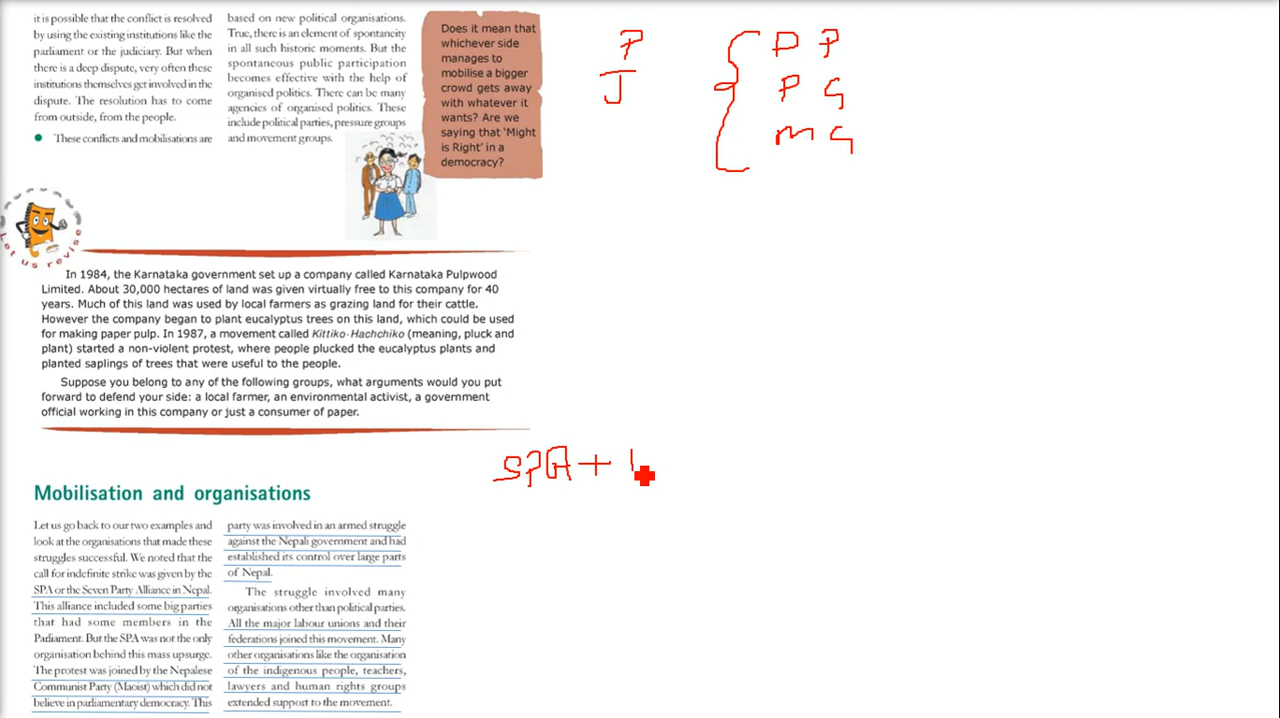 it is possible that the conflict is resolved
by using the existing institutions like the
parliament or the judiciary. But when
there is a deep dispute, very often these
institutions themselves get involved in the
dispute. The resolution has to come
from outside, from the people.
● These conflicts and mobilisations are
based on new political organisations.
True, there is an element of spontaneity
in all such historic moments. But the
spontaneous public participation
becomes effective with the help of
organised politics. There can be many
agencies of organised politics. These
include political parties, pressure groups
and movement groups.
Does it mean that
whichever side
manages to
mobilise a bigger
crowd gets away
with whatever it
wants? Are we
saying that ‘Might
is Right’ in a
democracy?
P
J
P P
P G
M G
Let us revise
In 1984, the Karnataka government set up a company called Karnataka Pulpwood
Limited. About 30,000 hectares of land was given virtually free to this company for 40
years. Much of this land was used by local farmers as grazing land for their cattle.
However the company began to plant eucalyptus trees on this land, which could be used
for making paper pulp. In 1987, a movement called Kittiko-Hachchiko (meaning, pluck and
plant) started a non-violent protest, where people plucked the eucalyptus plants and
planted saplings of trees that were useful to the people.
Suppose you belong to any of the following groups, what arguments would you put
forward to defend your side: a local farmer, an environmental activist, a government
official working in this company or just a consumer of paper.
SPA +
Mobilisation and organisations
Let us go back to our two examples and
look at the organisations that made these
struggles successful. We noted that the
call for indefinite strike was given by the
SPA or the Seven Party Alliance in Nepal.
This alliance included some big parties
that had some members in the
Parliament. But the SPA was not the only
organisation behind this mass upsurge.
The protest was joined by the Nepalese
Communist Party (Maoist) which did not
believe in parliamentary democracy. This
party was involved in an armed struggle
against the Nepali government and had
established its control over large parts
of Nepal.
The struggle involved many
organisations other than political parties.
All the major labour unions and their
federations joined this movement. Many
other organisations like the organisation
of the indigenous people, teachers,
lawyers and human rights groups
extended support to the movement.